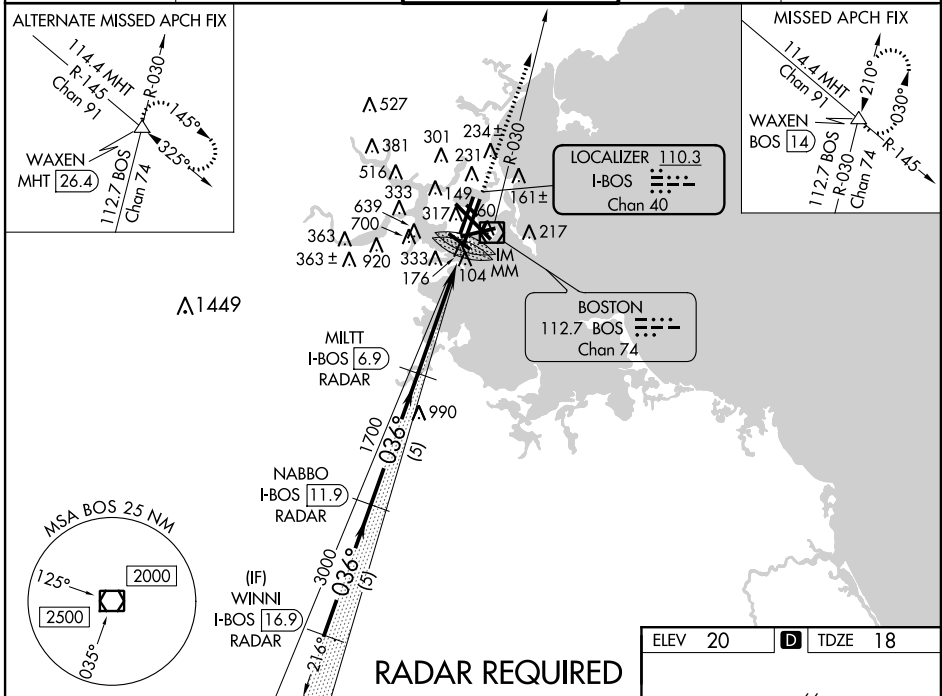 ALTERNATE MISSED APCH FIX
114.4 MHT
R-145
Chan 91
R-030
145°
325°
WAXEN
MHT 26.4
112.7 BOS
Chan 74
MISSED APCH FIX
114.4 MHT
Chan 91
210°
030°
WAXEN
BOS 14
112.7 BOS
R-030
Chan 74
R-145
527
381
301
234±
231
516
333
149
161±
R-030
639
317
60
700
217
363
363 ±
920
333
176
104
IM
MM
1449
LOCALIZER 110.3
I-BOS
Chan 40
BOSTON
112.7 BOS
Chan 74
MILTT
I-BOS 6.9
RADAR
990
1700
036°
(5)
NABBO
I-BOS 11.9
RADAR
3000
036°
(5)
(IF)
WINNI
I-BOS 16.9
RADAR
216°
MSA BOS 25 NM
125°
2000
2500
035°
RADAR REQUIRED
ELEV 20 D TDZE 18